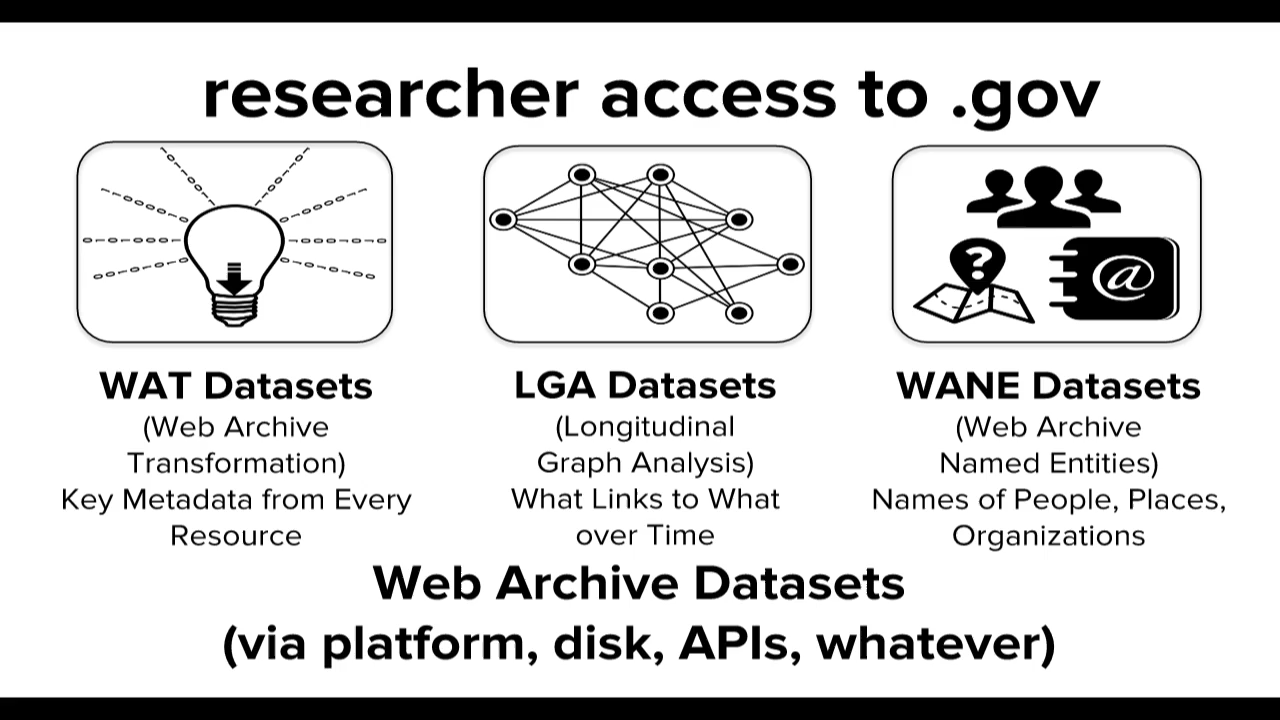 researcher access to .gov
?
@
WAT Datasets
(Web Archive
Transformation)
Key Metadata from Every
Resource
LGA Datasets
(Longitudinal
Graph Analysis)
What Links to What
over Time
WANE Datasets
(Web Archive
Named Entities)
Names of People, Places,
Organizations
Web Archive Datasets
(via platform, disk, APIs, whatever)